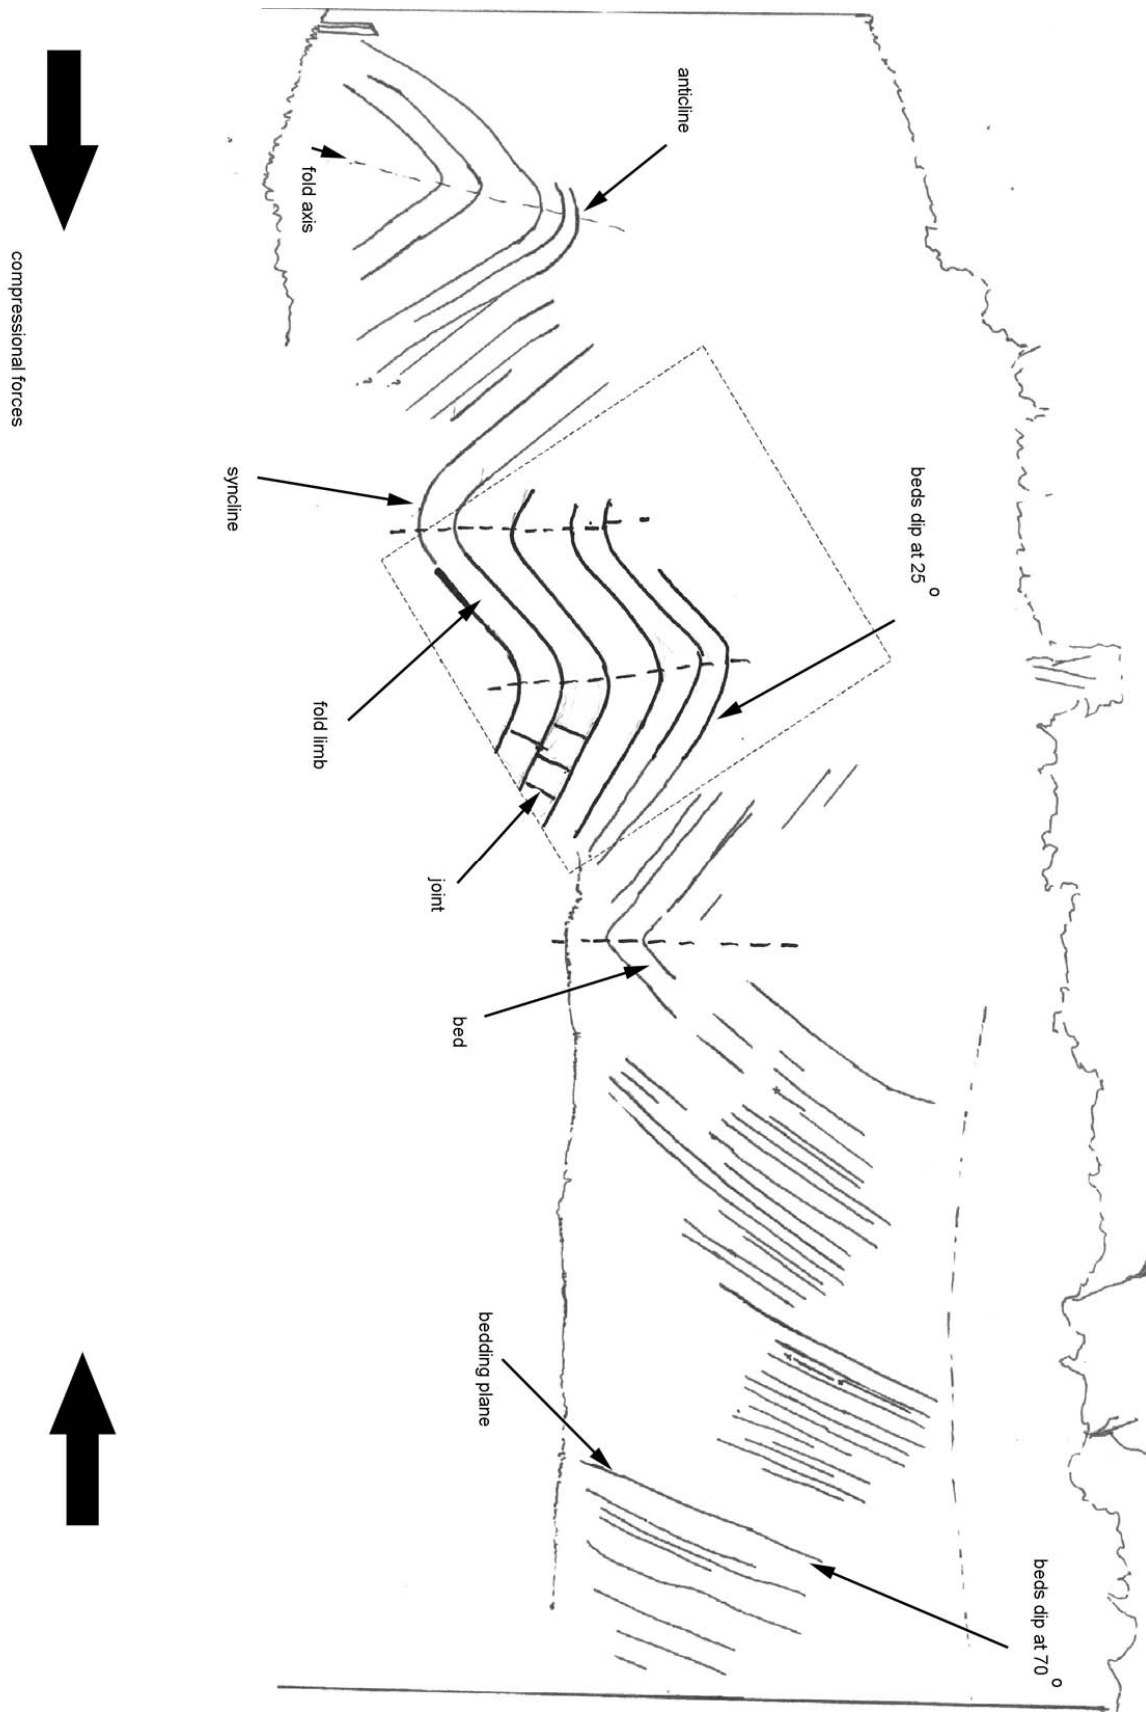 anticline
fold axis
compressional forces
syncline
beds dip at 25°
fold limb
joint
bed
bedding plane
beds dip at 70°